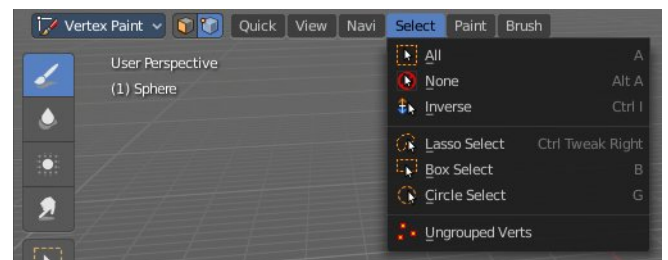 Vertex Paint Quick View Navi Select Paint Brush
User Perspective
(1) Sphere
All A
None Alt A
Inverse Ctrl I
Lasso Select Ctrl Tweak Right
Box Select B
Circle Select G
Ungrouped Verts